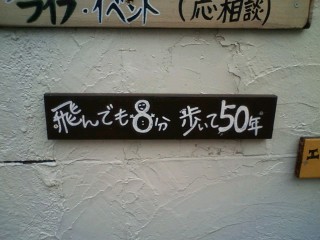 ライブ・イベント（応相談）
飛んでも8分 歩いて50年
エ